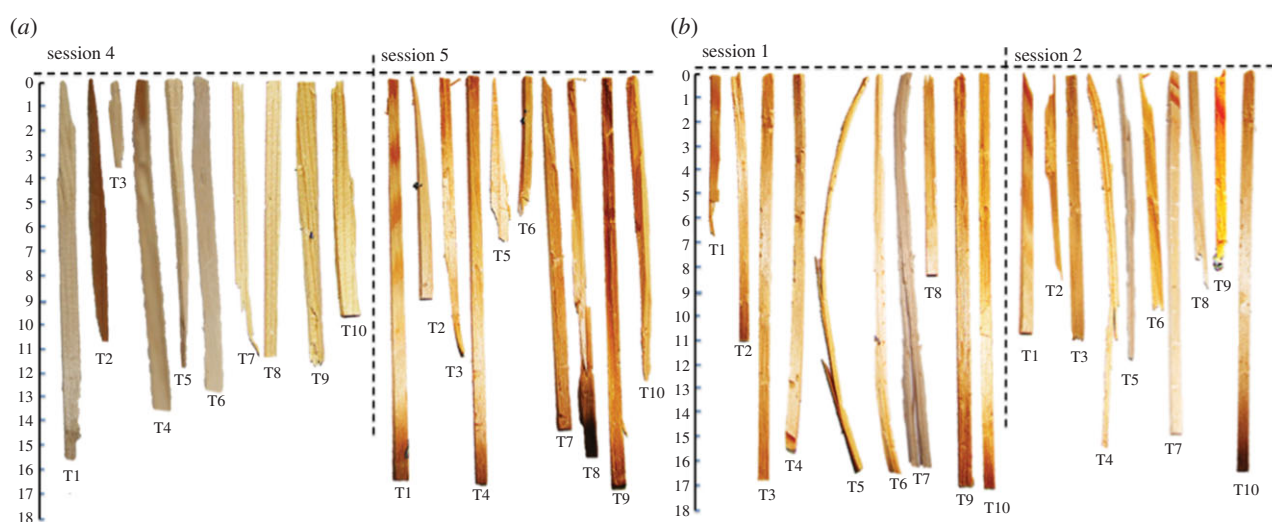 (a)
session 4
session 5
0
1
2
3
4
5
6
7
8
9
10
11
12
13
14
15
16
17
18
T1
T2
T3
T4
T5
T6
T7
T8
T9
T10
T1
T2
T3
T4
T5
T6
T7
T8
T9
T10
(b)
session 1
session 2
0
1
2
3
4
5
6
7
8
9
10
11
12
13
14
15
16
17
18
T1
T2
T3
T4
T5
T6
T7
T8
T9
T10
T1
T2
T3
T4
T5
T6
T7
T8
T9
T10